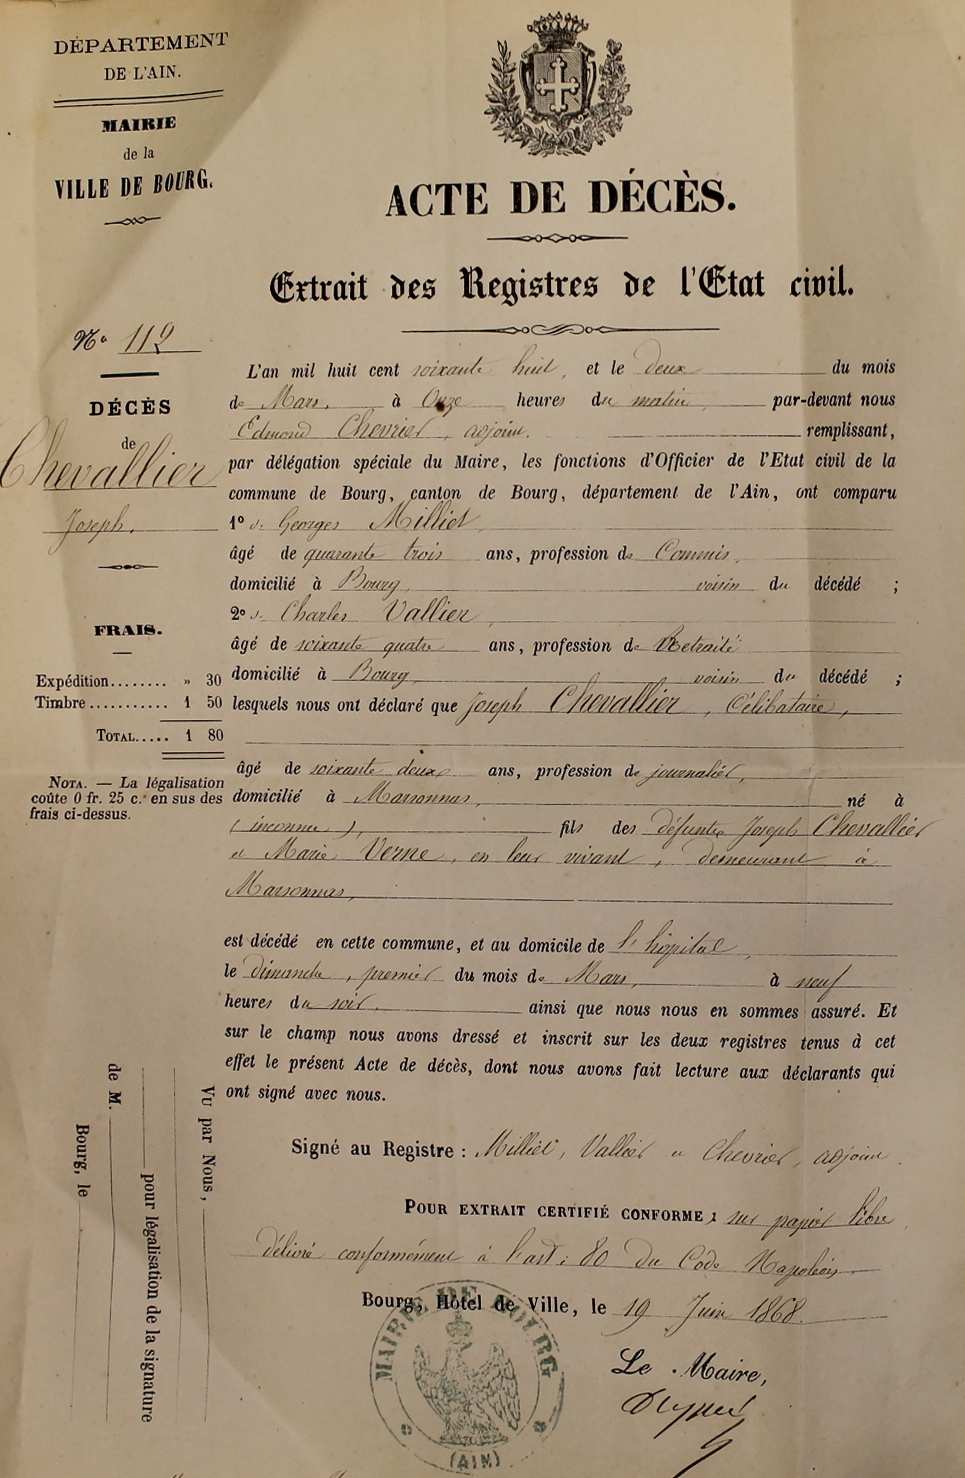 DÉPARTEMENT
DE L'AIN.
MAIRIE
de la
VILLE DE BOURG.
ACTE DE DÉCÈS.
Extrait des Registres de l'Etat civil.
N° 112
DÉCÈS
de
Chevallier
Joseph.
FRAIS.
Expédition........ » 30
Timbre........... 1 50
TOTAL..... 1 80
NOTA. — La légalisation
coûte 0 fr. 25 c. en sus des
frais ci-dessus.
L'an mil huit cent soixante huit, et le deux du mois
de Mars, à Onze heures du matin, par-devant nous
Edmond Chevrier, adjoint. remplissant,
par délégation spéciale du Maire, les fonctions d'Officier de l'Etat civil de la
commune de Bourg, canton de Bourg, département de l'Ain, ont comparu
1° s. Georges Milliet,
âgé de quarante trois ans, profession de Commis,
domicilié à Bourg, voisin du décédé ;
2° s. Charles Vallier,
âgé de soixante quatre ans, profession de Retraité
domicilié à Bourg, voisin du décédé ;
lesquels nous ont déclaré que Joseph Chevallier, Célibataire,
âgé de soixante deux ans, profession de journalier,
domicilié à Marsonnas, né à
(inconnu), fils des défunts Joseph Chevallier
et Marie Verne, en leur vivant, demeurant à
Marsonnas,
est décédé en cette commune, et au domicile de l'hôpital,
le dimanche, premier du mois de Mars, à neuf
heures du soir. ainsi que nous nous en sommes assuré. Et
sur le champ nous avons dressé et inscrit sur les deux registres tenus à cet
effet le présent Acte de décès, dont nous avons fait lecture aux déclarants qui
ont signé avec nous.
Signé au Registre : Milliet, Vallier et Chevrier, adjoint.
POUR EXTRAIT CERTIFIÉ CONFORME, sur papier libre
délivré conformément à l'art: 80 du Code Napoléon
Bourg, Hôtel de Ville, le 19 Juin 1868.
Le Maire,
MAIRIE DE BOURG
(AIN)
Vu par Nous,
pour légalisation de la signature
de M.
Bourg, le